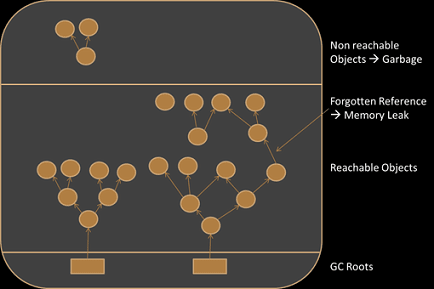 Non reachable
Objects → Garbage
Forgotten Reference
→ Memory Leak
Reachable Objects
GC Roots